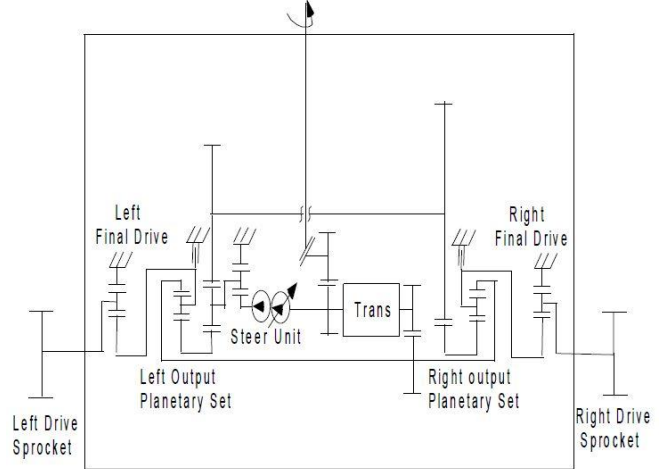 Left
Final Drive
Right
Final Drive
Trans
Steer Unit
Left Output
Planetary Set
Right output
Planetary Set
Left Drive
Sprocket
Right Drive
Sprocket